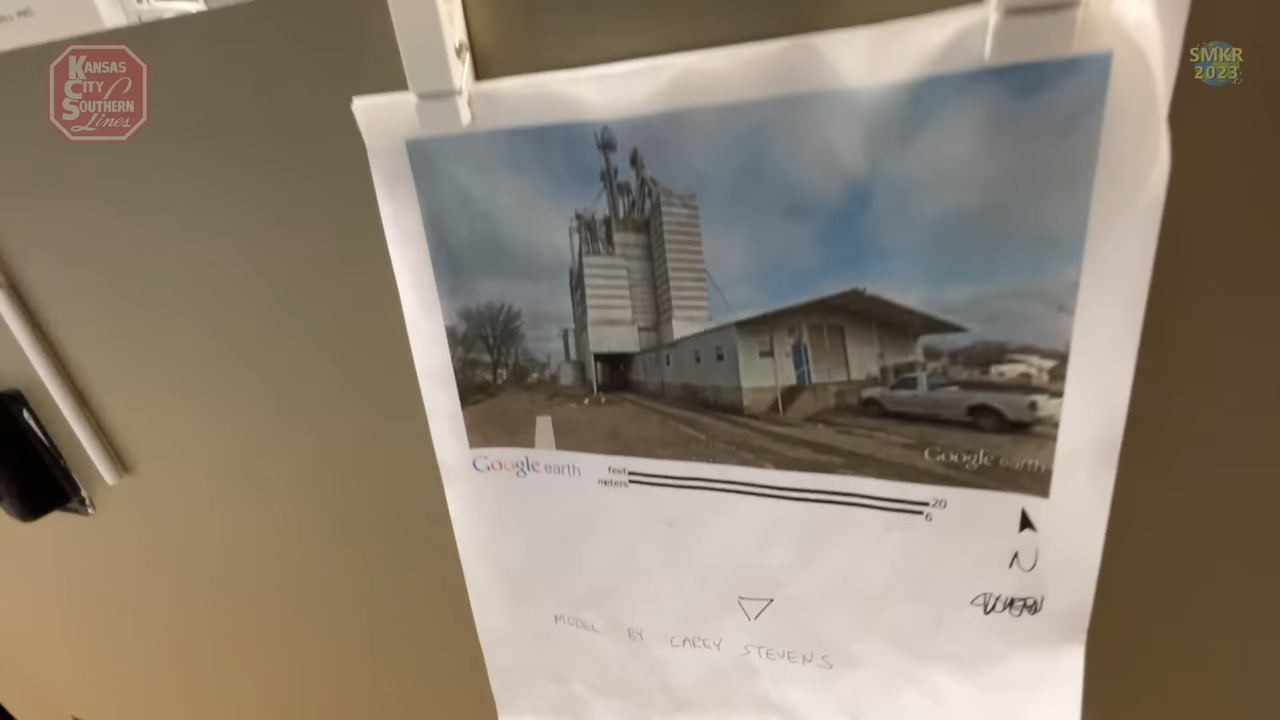 KANSAS
CITY
SOUTHERN
Lines
SMKR
2023
Google earth
Google earth
feet
meters
20
6
N
MODEL BY CAREY STEVENS